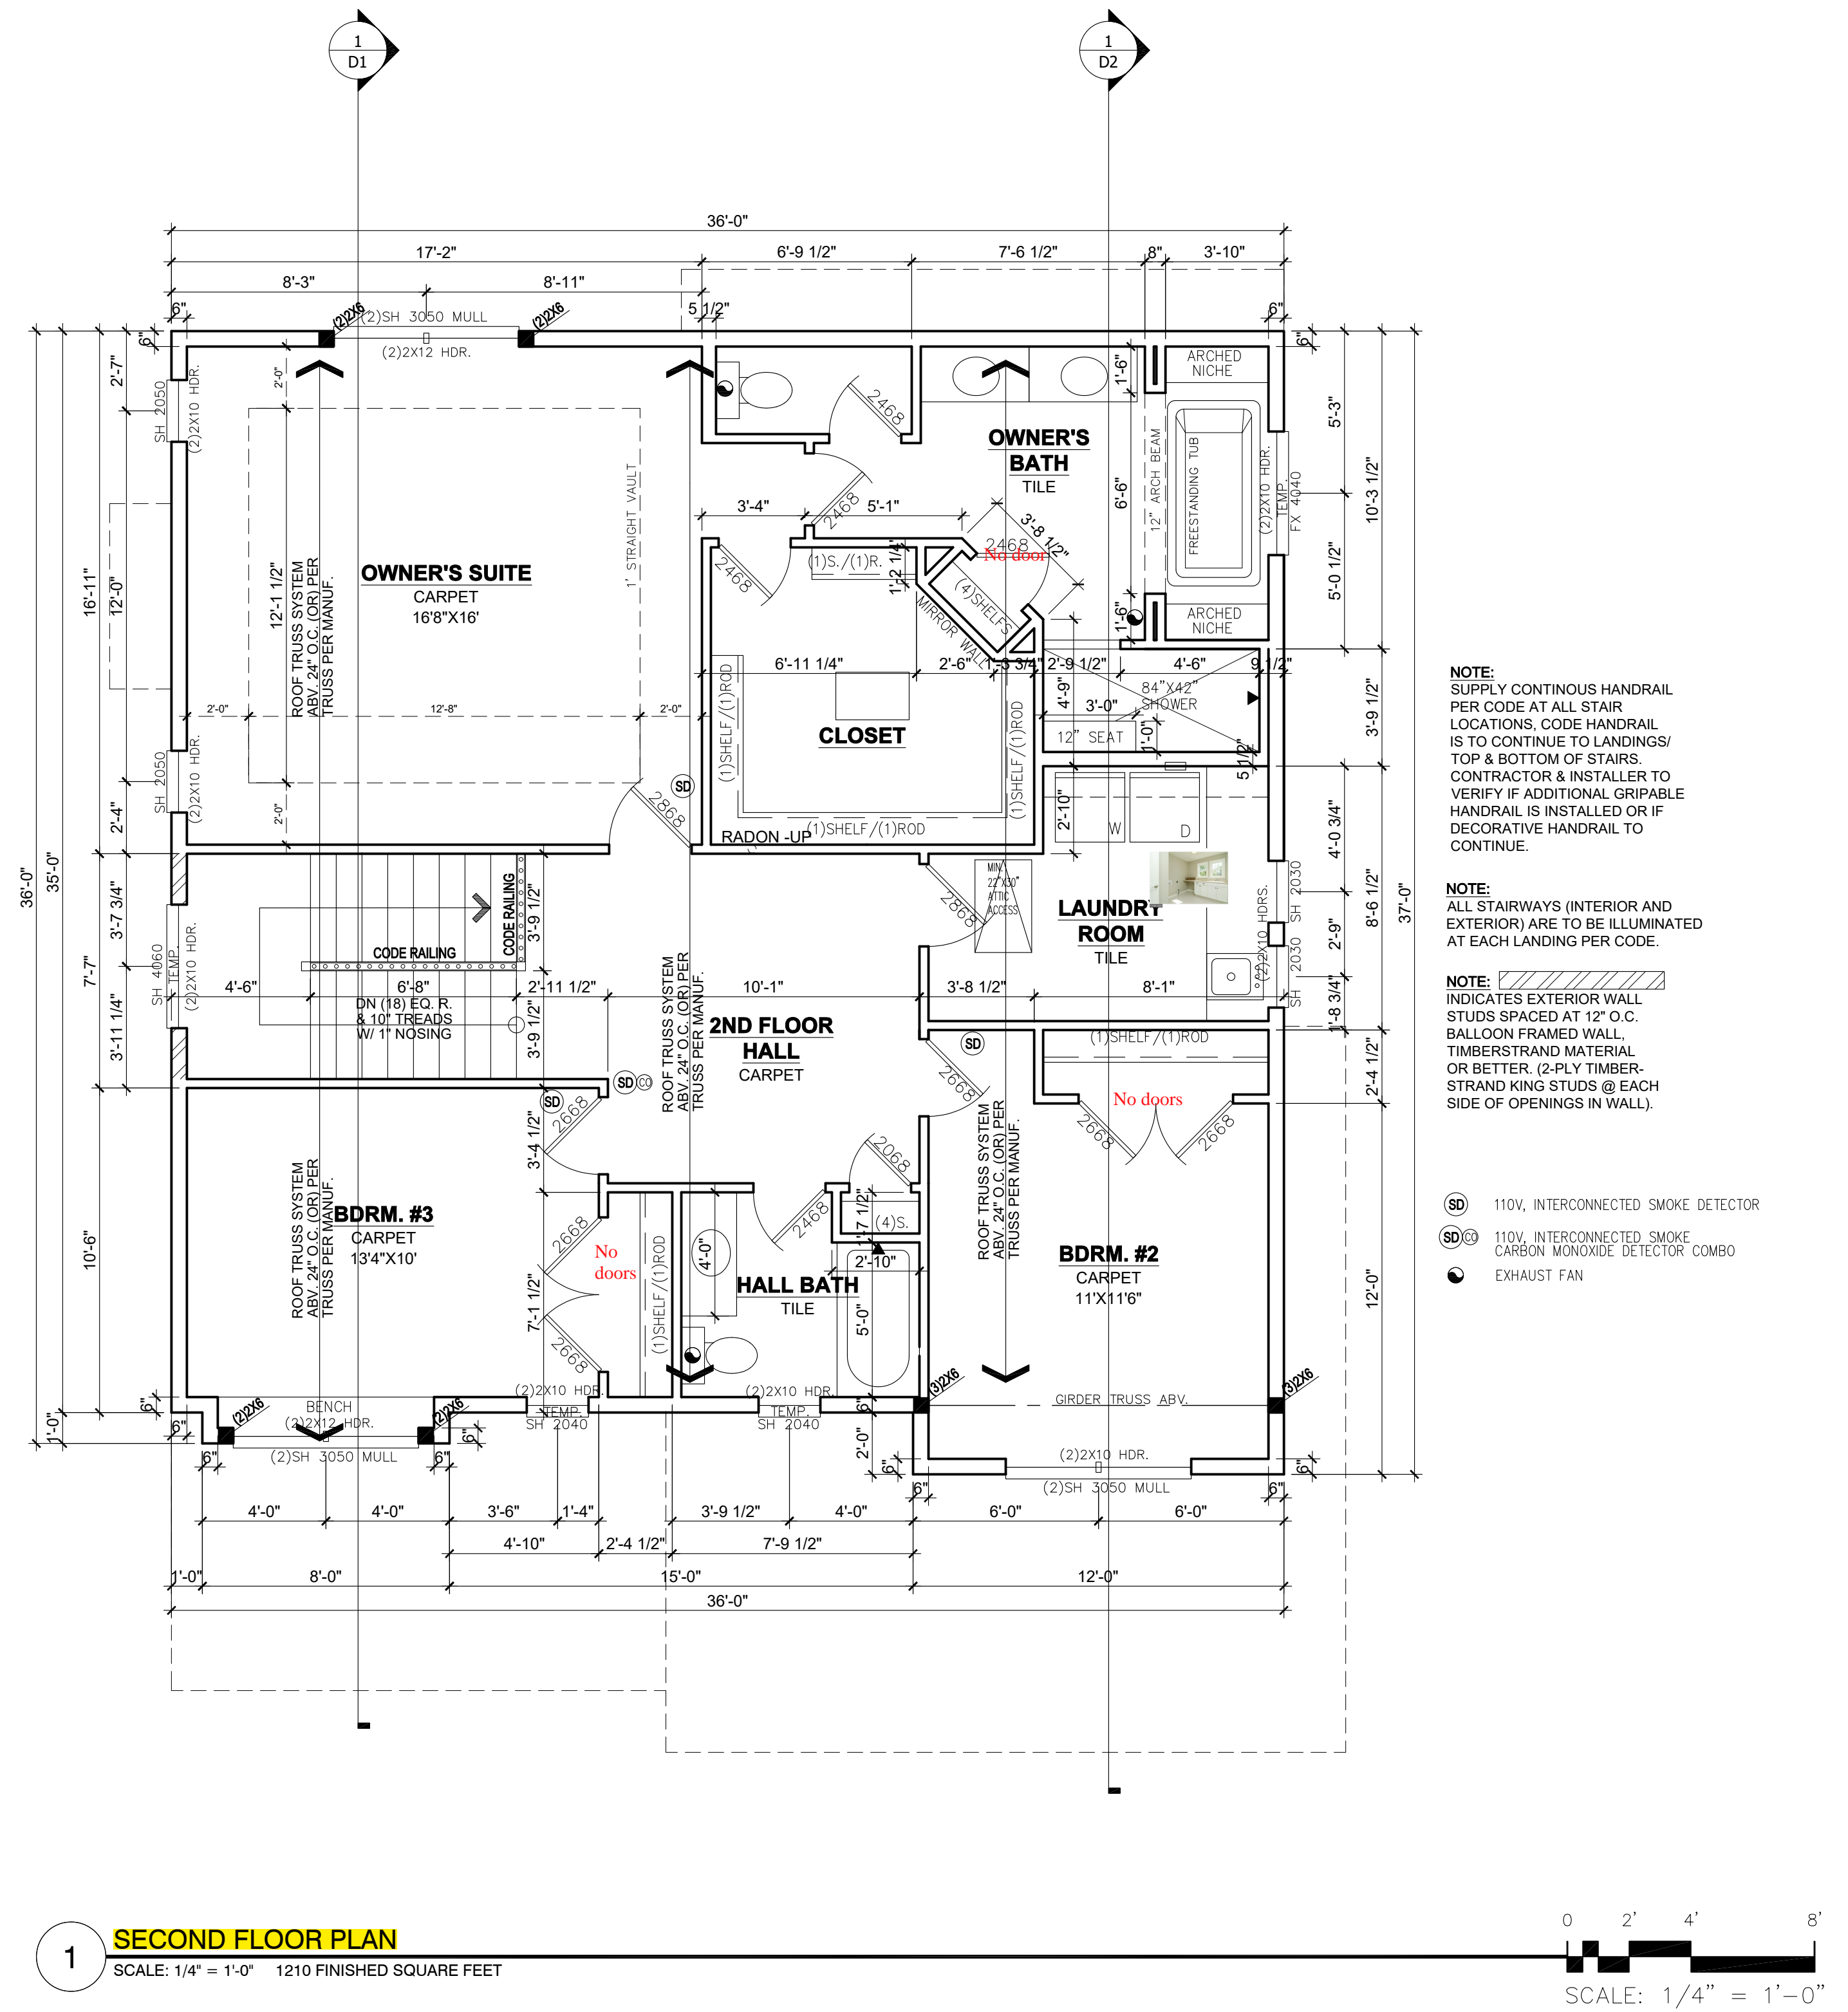 1
D1
1
D2
36'-0"
17'-2"
6'-9 1/2"
7'-6 1/2"
8"
3'-10"
8'-3"
8'-11"
6"
5 1/2"
6"
(2)2X6
(2)SH 3050 MULL
(2)2X6
(2)2X12 HDR.
6"
6"
2'-7"
SH 2050
(2)2X10 HDR.
2'-0"
1'-6"
ARCHED
NICHE
2468
5'-3"
OWNER'S
BATH
TILE
1' STRAIGHT VAULT
2468
12" ARCH BEAM
FREESTANDING TUB
(2)2X10 HDR.
TEMP.
FX 4040
6'-6"
10'-3 1/2"
3'-4"
5'-1"
3'-8 1/2"
2468
No door
16'-11"
12'-0"
12'-1 1/2"
ROOF TRUSS SYSTEM
ABV. 24" O.C. (OR) PER
TRUSS PER MANUF.
OWNER'S SUITE
CARPET
16'8"X16'
2468
(1)S./(1)R.
1'-2 1/4"
(4)SHELFS
MIRROR WALL
5'-0 1/2"
1'-6"
ARCHED
NICHE
6'-11 1/4"
2'-6"
1'-3 3/4"
2'-9 1/2"
4'-6"
9 1/2"
84"X42"
SHOWER
4'-9"
3'-0"
12" SEAT
1'-0"
5 1/2"
3'-9 1/2"
2'-0"
12'-8"
2'-0"
(1)SHELF/(1)ROD
CLOSET
(1)SHELF/(1)ROD
(1)SHELF/(1)ROD
SH 2050
(2)2X10 HDR.
2'-4"
2'-0"
SD
2868
RADON -UP
2'-10"
W
D
4'-0 3/4"
36'-0"
35'-0"
MIN.
22"X30"
ATTIC
ACCESS
2868
LAUNDRY
ROOM
TILE
(2)2X10 HDRS.
SH 2030
SH 2030
2'-9"
1'-8 3/4"
8'-6 1/2"
37'-0"
3'-7 3/4"
7'-7"
3'-11 1/4"
SH 4060
TEMP.
(2)2X10 HDR.
CODE RAILING
CODE RAILING
3'-9 1/2"
4'-6"
6'-8"
2'-11 1/2"
10'-1"
3'-8 1/2"
8'-1"
DN (18) EQ. R.
& 10" TREADS
W/ 1" NOSING
3'-9 1/2"
ROOF TRUSS SYSTEM
ABV. 24" O.C. (OR) PER
TRUSS PER MANUF.
2ND FLOOR
HALL
CARPET
SD
(1)SHELF/(1)ROD
2'-4 1/2"
SD CO
SD
2668
2668
No doors
2668
2668
3'-4 1/2"
2068
ROOF TRUSS SYSTEM
ABV. 24" O.C. (OR) PER
TRUSS PER MANUF.
ROOF TRUSS SYSTEM
ABV. 24" O.C. (OR) PER
TRUSS PER MANUF.
BDRM. #3
CARPET
13'4"X10'
10'-6"
2668
No
doors
2668
7'-1 1/2"
(1)SHELF/(1)ROD
4'-0"
2468
1'-7 1/2"
(4)S.
2'-10"
HALL BATH
TILE
5'-0"
BDRM. #2
CARPET
11'X11'6"
12'-0"
6"
1'-0"
6"
(2)2X6
BENCH
(2)2X12 HDR.
(2)2X6
(2)SH 3050 MULL
6"
6"
6"
(2)2X10 HDR.
TEMP.
SH 2040
(2)2X10 HDR.
TEMP.
SH 2040
6"
2'-0"
6"
(3)2X6
GIRDER TRUSS ABV.
(3)2X6
(2)2X10 HDR.
(2)SH 3050 MULL
6"
6"
6"
4'-0"
4'-0"
3'-6"
1'-4"
3'-9 1/2"
4'-0"
6'-0"
6'-0"
4'-10"
2'-4 1/2"
7'-9 1/2"
1'-0"
8'-0"
15'-0"
12'-0"
36'-0"
NOTE:
SUPPLY CONTINOUS HANDRAIL
PER CODE AT ALL STAIR
LOCATIONS, CODE HANDRAIL
IS TO CONTINUE TO LANDINGS/
TOP & BOTTOM OF STAIRS.
CONTRACTOR & INSTALLER TO
VERIFY IF ADDITIONAL GRIPABLE
HANDRAIL IS INSTALLED OR IF
DECORATIVE HANDRAIL TO
CONTINUE.
NOTE:
ALL STAIRWAYS (INTERIOR AND
EXTERIOR) ARE TO BE ILLUMINATED
AT EACH LANDING PER CODE.
NOTE:
INDICATES EXTERIOR WALL
STUDS SPACED AT 12" O.C.
BALLOON FRAMED WALL,
TIMBERSTRAND MATERIAL
OR BETTER. (2-PLY TIMBER-
STRAND KING STUDS @ EACH
SIDE OF OPENINGS IN WALL).
SD 110V, INTERCONNECTED SMOKE DETECTOR
SD CO 110V, INTERCONNECTED SMOKE
CARBON MONOXIDE DETECTOR COMBO
EXHAUST FAN
1
SECOND FLOOR PLAN
SCALE: 1/4" = 1'-0" 1210 FINISHED SQUARE FEET
0 2' 4' 8'
SCALE: 1/4" = 1'-0"